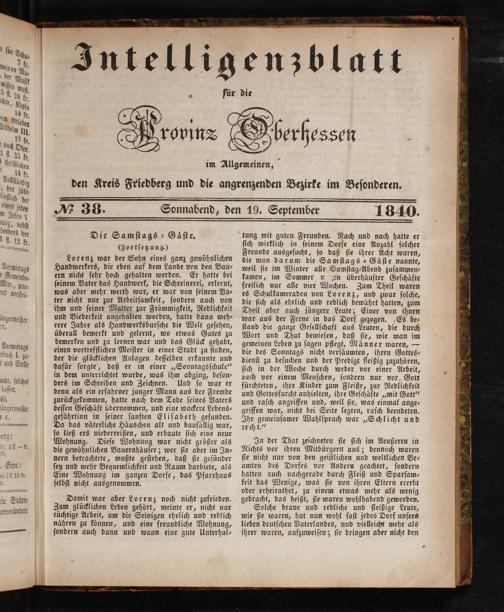 Intelligenzblatt
für die
Provinz Oberhessen
im Allgemeinen,
den Kreis Friedberg und die angrenzenden Bezirke im Besonderen.
№ 38. Sonnabend, den 19. September 1840.
Die Samstags-Gäste.
(Fortsetzung.)
Lorenz war der Sohn eines ganz gewöhnlichen
Handwerkers, die eben auf dem Lande von den Bau-
ern nicht sehr hoch gehalten werden. Er hatte bei
seinem Vater das Handwerk, die Schreinerei, erlernt,
was aber mehr werth war, er war von seinem Va-
ter nicht nur zur Arbeitsamkeit, sondern auch von
ihm und seiner Mutter zur Frömmigkeit, Redlichkeit
und Biederkeit angehalten worden, hatte dann meh-
rere Jahre als Handwerksbursche die Welt gesehen,
überall bemerkt und gelernt, wo etwas Gutes zu
bemerken und zu lernen war und das Glück gehabt,
einen vortrefflichen Meister in einer Stadt zu finden,
der die glücklichen Anlagen desselben erkannte und
dafür sorgte, daß er in einer „Sonntagsschule"
in dem unterrichtet wurde, was ihm abging, beson-
ders im Schreiben und Zeichnen. Und so war er
denn als ein erfahrner junger Mann aus der Fremde
zurückgekommen, hatte nach dem Tode seines Vaters
dessen Geschäft übernommen, und eine wackere Lebens-
gefährtin in seiner sanften Elisabeth gefunden.
Da das väterliche Häuschen alt und baufällig war,
so ließ er es niederreißen, und erbaute sich eine neue
Wohnung. Diese Wohnung war nicht größer als
die gewöhnlichen Bauernhäuser; wer sie aber im In-
nern betrachtete, mußte gestehen, daß sie gesünder
sey und mehr Bequemlichkeit und Raum darbiete, als
Eine Wohnung im ganzen Dorfe, das Pfarrhaus
selbst nicht ausgenommen.
Damit war aber Lorenz noch nicht zufrieden.
Zum glücklichen Leben gehört, meinte er, nicht nur
tüchtige Arbeit, um die Seinigen ehrlich und redlich
nähren zu können, und eine freundliche Wohnung,
sondern auch dann und wann eine gute Unterhal-
tung mit guten Freunden. Nach und nach hatte er
sich wirklich in seinem Dorfe eine Anzahl solcher
Freunde ausgesucht, so daß sie ihrer Acht waren,
die man darum die Samstags-Gäste nannte,
weil sie im Winter alle Samstag-Abend zusammen-
kamen, im Sommer in überhäufter Geschäfte
freilich nur alle vier Wochen. Zum Theil waren
es Schulkameraden von Lorenz, und zwar solche,
die sich als ehrlich und redlich bewährt hatten, zum
Theil aber auch jüngere Leute; Einer von ihnen
war aus der Ferne in das Dorf gezogen. Es be-
stand die ganze Gesellschaft aus Leuten, die durch
Wort und That bewiesen, daß sie, wie man im
gemeinen Leben zu sagen pflegt, Männer waren, —
die des Sonntags nicht versäumten, ihren Gottes-
dienst zu besuchen und der Predigt fleißig zuzuhören,
sich in der Woche durch weder vor einer Arbeit,
noch vor einem Menschen, sondern nur vor Gott
fürchteten, ihre Kinder zum Fleiße, zur Redlichkeit
und Gottesfurcht anhielten, ihre Geschäfte „mit Gott"
und rasch angriffen und, weil sie, was einmal ange-
griffen war, nicht bei Seite legten, rasch beendeten.
Ihr gemeinsamer Wahlspruch war „Schlicht und
recht."
In der That zeichneten sie sich im Aeußeren in
Nichts vor ihren Mitbürgern aus; dennoch waren
sie nicht nur von den geistlichen und weltlichen Be-
amten des Dorfes vor Andern geachtet, sondern
hatten auch nachgerade durch Fleiß und Sparsam-
keit das Wenige, was sie von ihren Eltern ererbt
oder erheirathet, zu einem etwas mehr als wenig
gebracht, das heißt, sie waren wohlhabend geworden.
Solche brave und redliche und fleißige Leute,
wie sie waren, hat nun wohl fast jedes Dorf unsers
lieben deutschen Vaterlandes, und vielleicht mehr als
ihrer waren, aufzuweisen; sie dringen aber nicht den